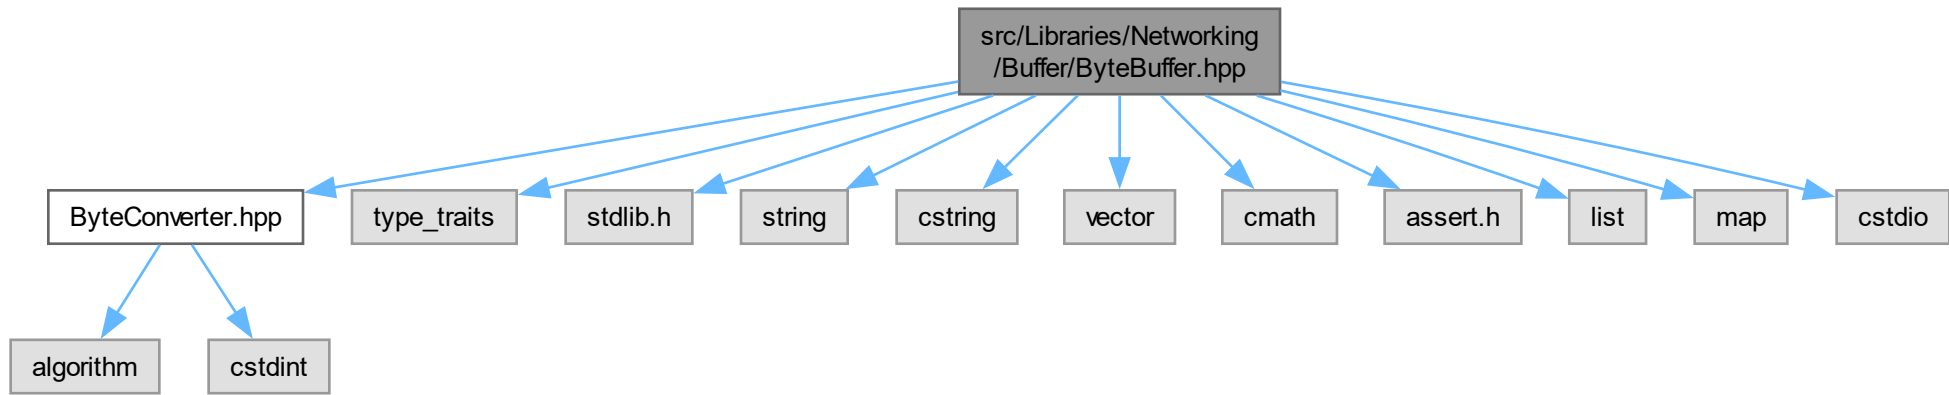 src/Libraries/Networking
/Buffer/ByteBuffer.hpp
ByteConverter.hpp
type_traits
stdlib.h
string
cstring
vector
cmath
assert.h
list
map
cstdio
algorithm
cstdint